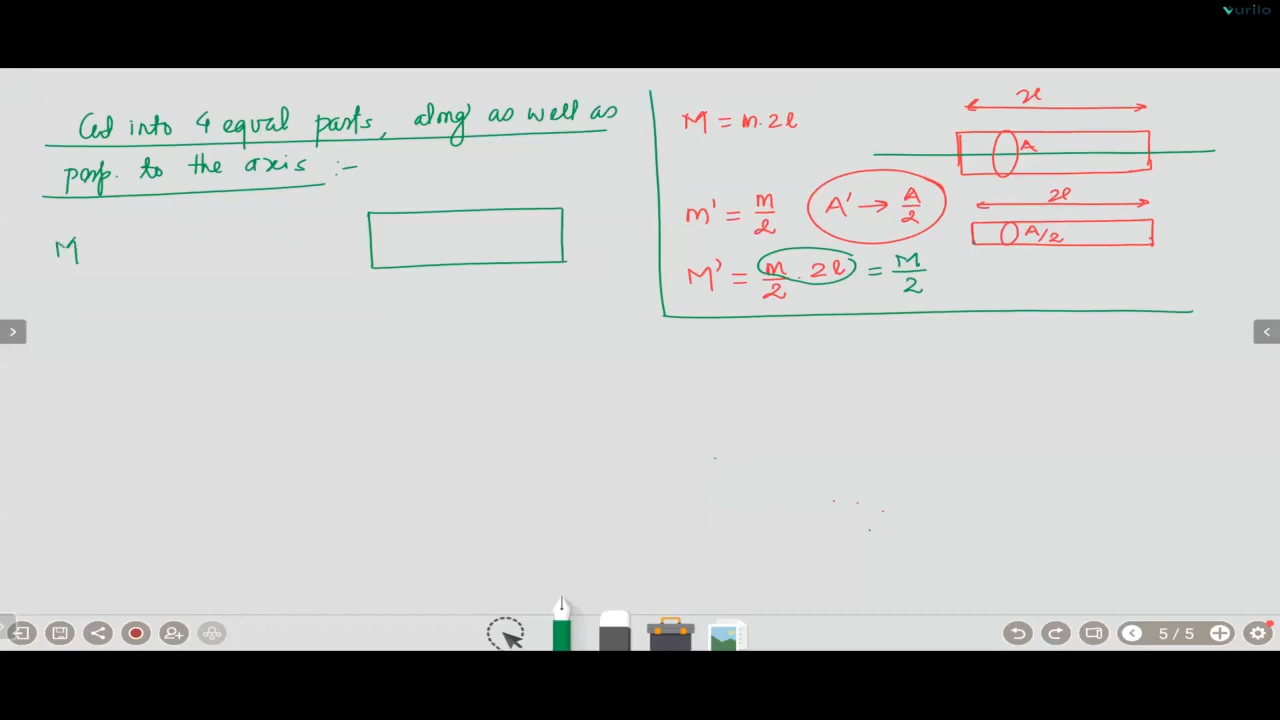 vurilo
Cut into 4 equal parts, along as well as
perp. to the axis :-
M
M = m.2l
m' = m/2 A' → A/2
M' = m/2 . 2l = M/2
2l
A
2l
A/2
5 / 5